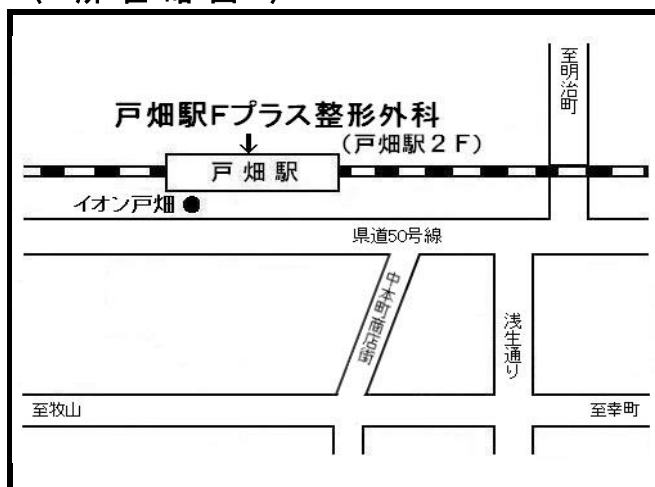 至明治町
戸畑駅Fプラス整形外科
(戸畑駅2F)
戸畑駅
イオン戸畑
県道50号線
中本町商店街
浅生通り
至牧山
至幸町